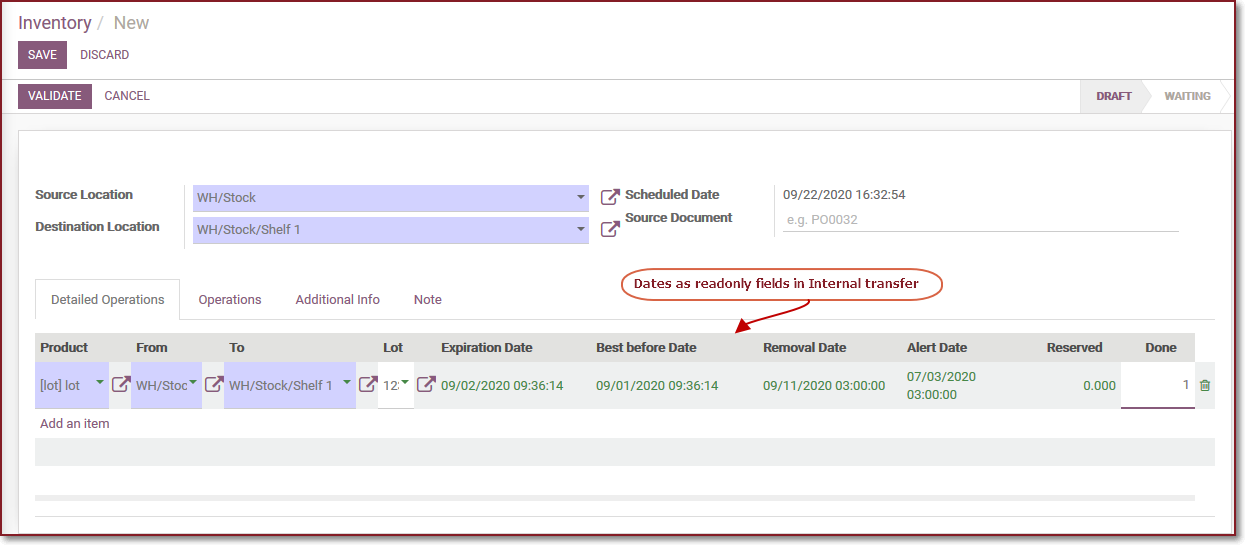 Inventory / New
SAVE DISCARD
VALIDATE CANCEL DRAFT WAITING
Source Location WH/Stock Scheduled Date 09/22/2020 16:32:54
Destination Location WH/Stock/Shelf 1 Source Document e.g. PO0032
Dates as readonly fields in Internal transfer
Detailed Operations Operations Additional Info Note
Product From To Lot Expiration Date Best before Date Removal Date Alert Date Reserved Done
[lot] lot WH/Stoc WH/Stock/Shelf 1 12 09/02/2020 09:36:14 09/01/2020 09:36:14 09/11/2020 03:00:00 07/03/2020 03:00:00 0.000 1
Add an item